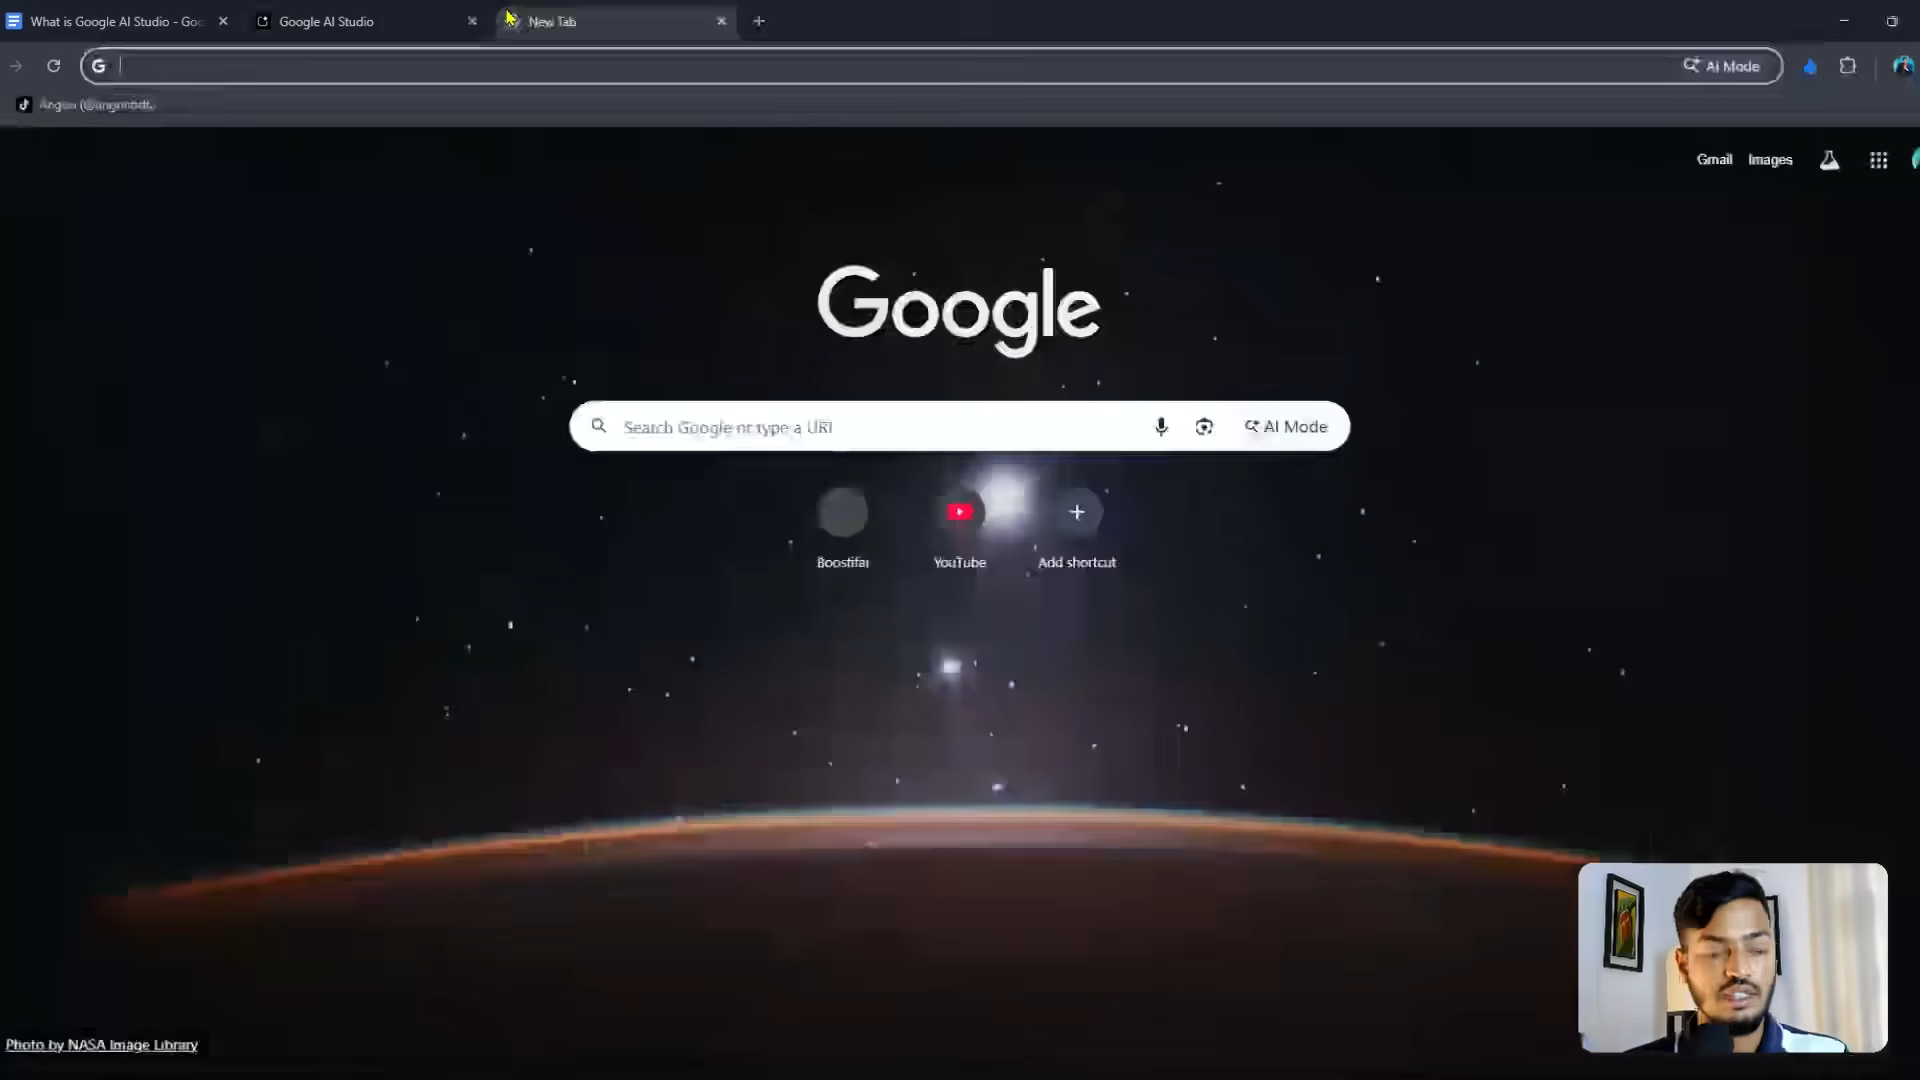 What is Google AI Studio - Goo
Google AI Studio
New Tab
AI Mode
Gmail
Images
Google
Search Google or type a URL
AI Mode
YouTube
Add shortcut
Photo by NASA Image Library